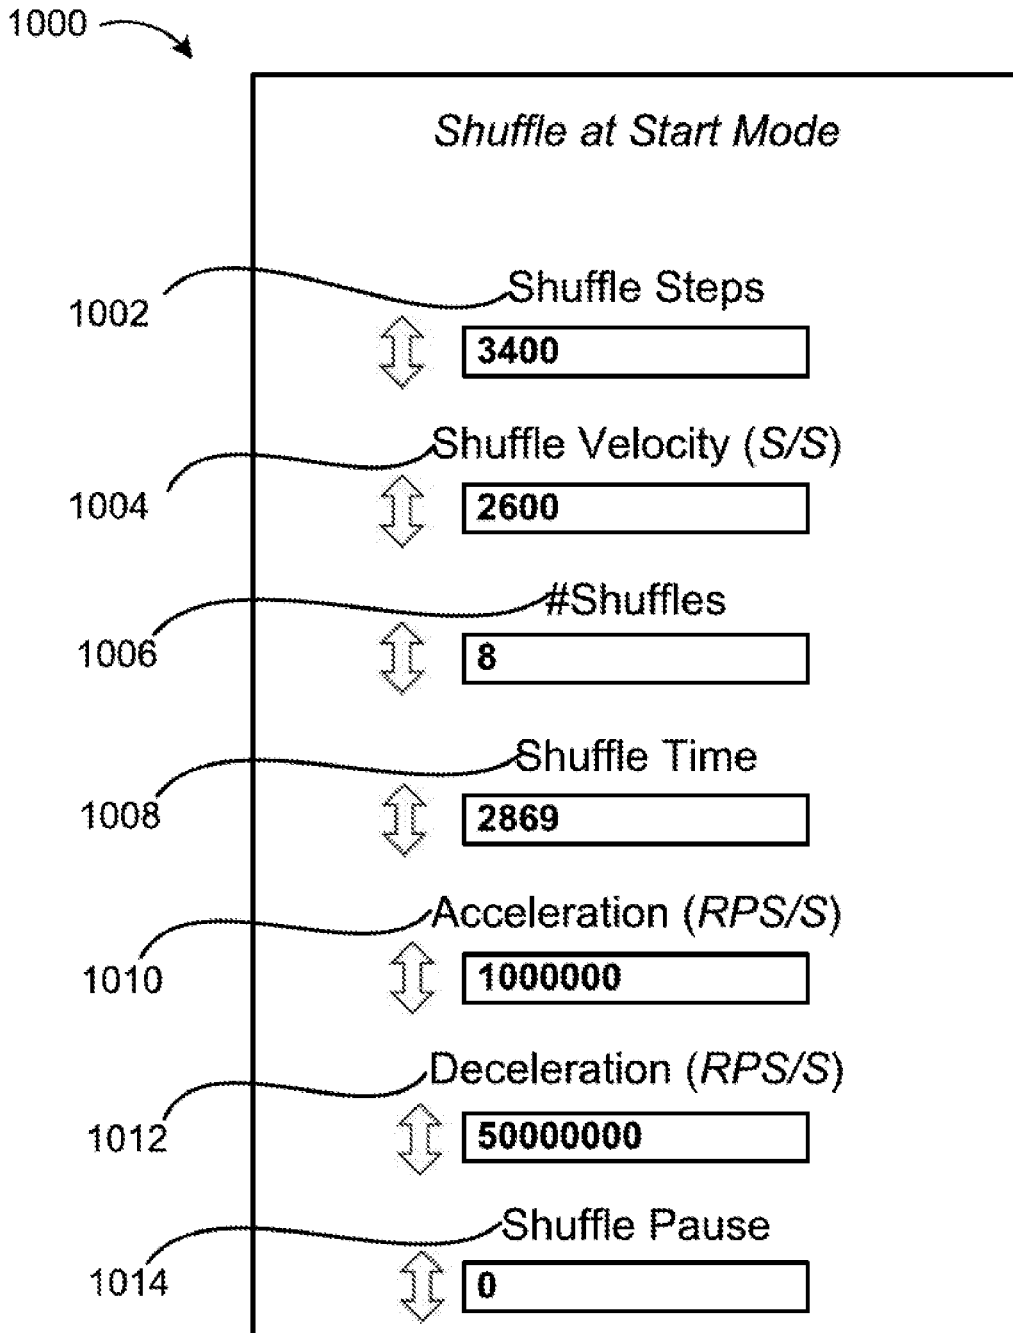 1000
Shuffle at Start Mode
Shuffle Steps
1002
3400
Shuffle Velocity (S/S)
1004
2600
#Shuffles
1006
8
Shuffle Time
1008
2869
Acceleration (RPS/S)
1010
1000000
Deceleration (RPS/S)
1012
50000000
Shuffle Pause
1014
0